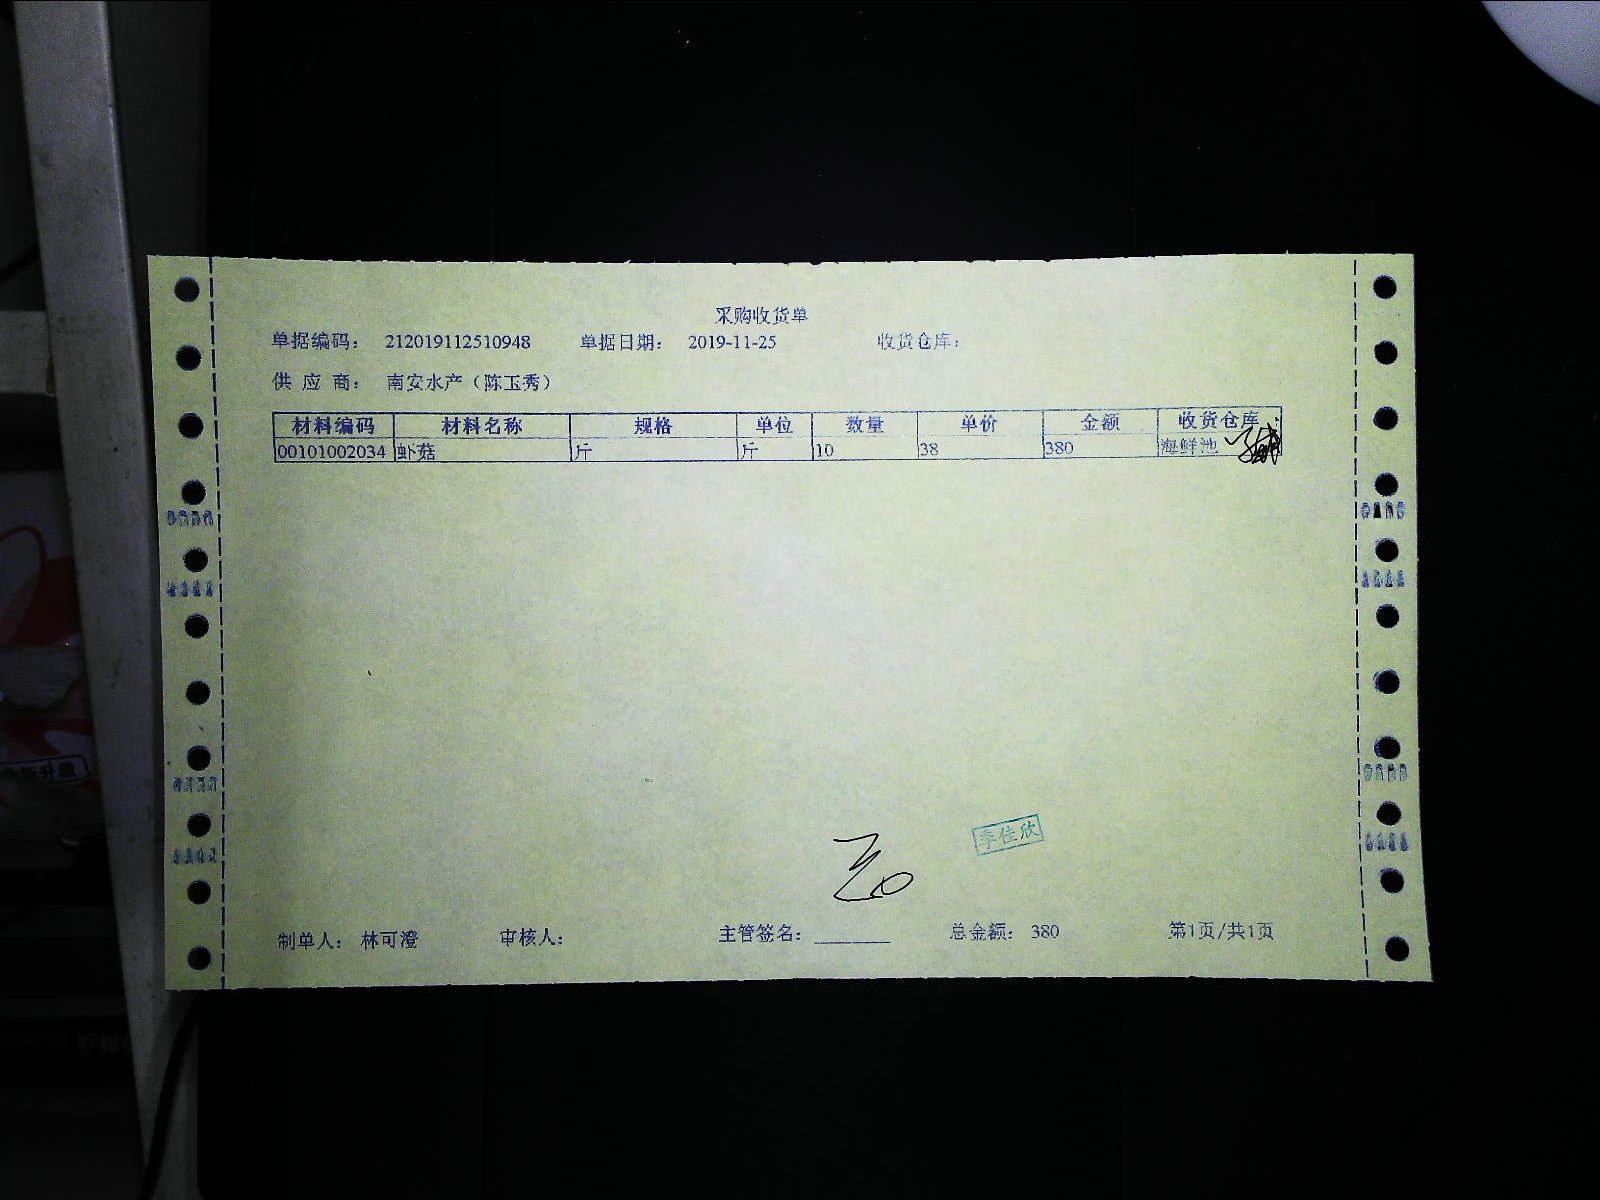 采购收货单
单据编码： 212019112510948 单据日期： 2019-11-25 收货仓库：
供 应 商： 南安水产（陈玉秀）
材料编码 材料名称 规格 单位 数量 单价 金额 收货仓库
00101002034 虾菇 斤 斤 10 38 380 海鲜池
李佳欣
制单人： 林可澄 审核人： 主管签名： ________ 总金额： 380 第1页/共1页
升级